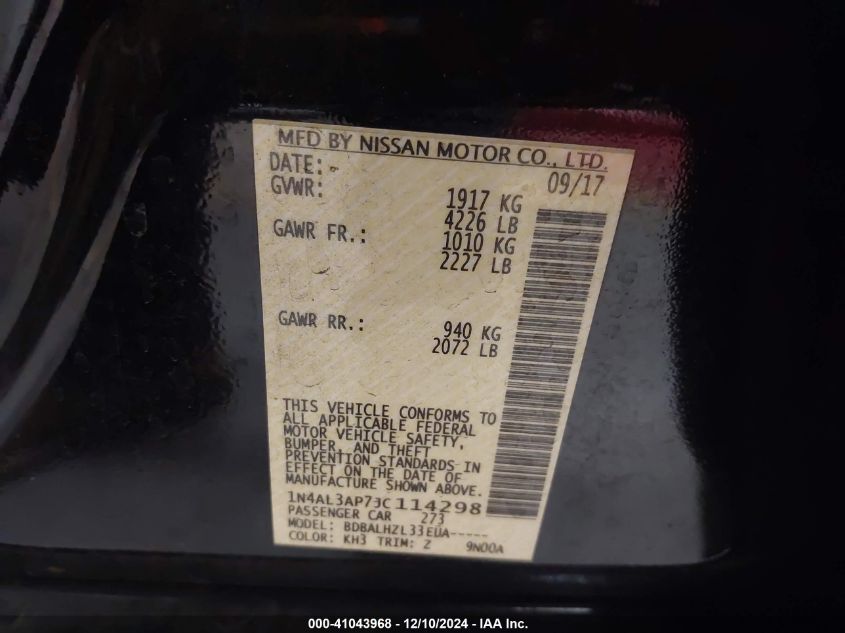 MFD BY NISSAN MOTOR CO., LTD.
DATE:- 09/17
GVWR: 1917 KG
4226 LB
GAWR FR.: 1010 KG
2227 LB
GAWR RR.: 940 KG
2072 LB
THIS VEHICLE CONFORMS TO
ALL APPLICABLE FEDERAL
MOTOR VEHICLE SAFETY,
BUMPER, AND THEFT
PREVENTION STANDARDS IN
EFFECT ON THE DATE OF
MANUFACTURE SHOWN ABOVE.
1N4AL3AP7JC114298
PASSENGER CAR 273
MODEL: BDBALHZL33EUA-----
COLOR: KH3 TRIM: Z 9N00A
000-41043968 - 12/10/2024 - IAA Inc.